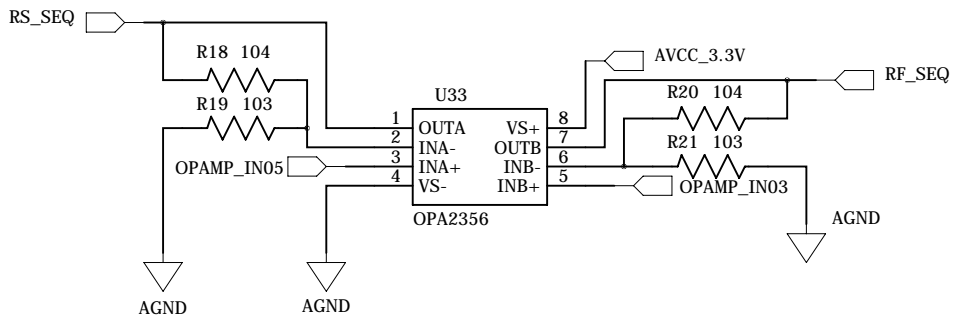 RS_SEQ
R18 104
R19 103
U33
AVCC_3.3V
RF_SEQ
R20 104
R21 103
1 OUTA
2 INA-
3 INA+
4 VS-
VS+ 8
OUTB 7
INB- 6
INB+ 5
OPAMP_IN05
OPAMP_IN03
OPA2356
AGND
AGND
AGND